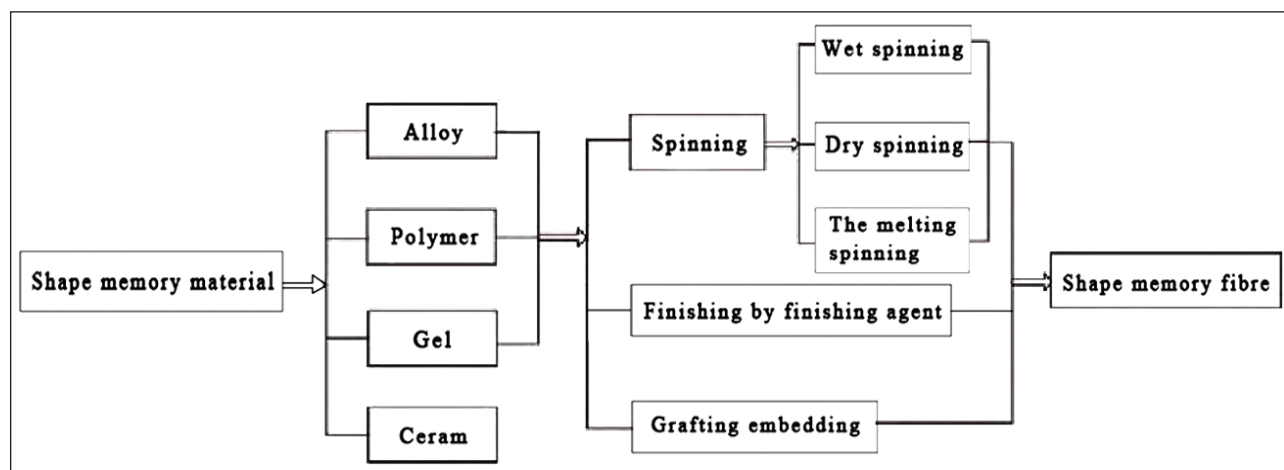 Shape memory material
Alloy
Polymer
Gel
Ceram
Spinning
Finishing by finishing agent
Grafting embedding
Wet spinning
Dry spinning
The melting
spinning
Shape memory fibre